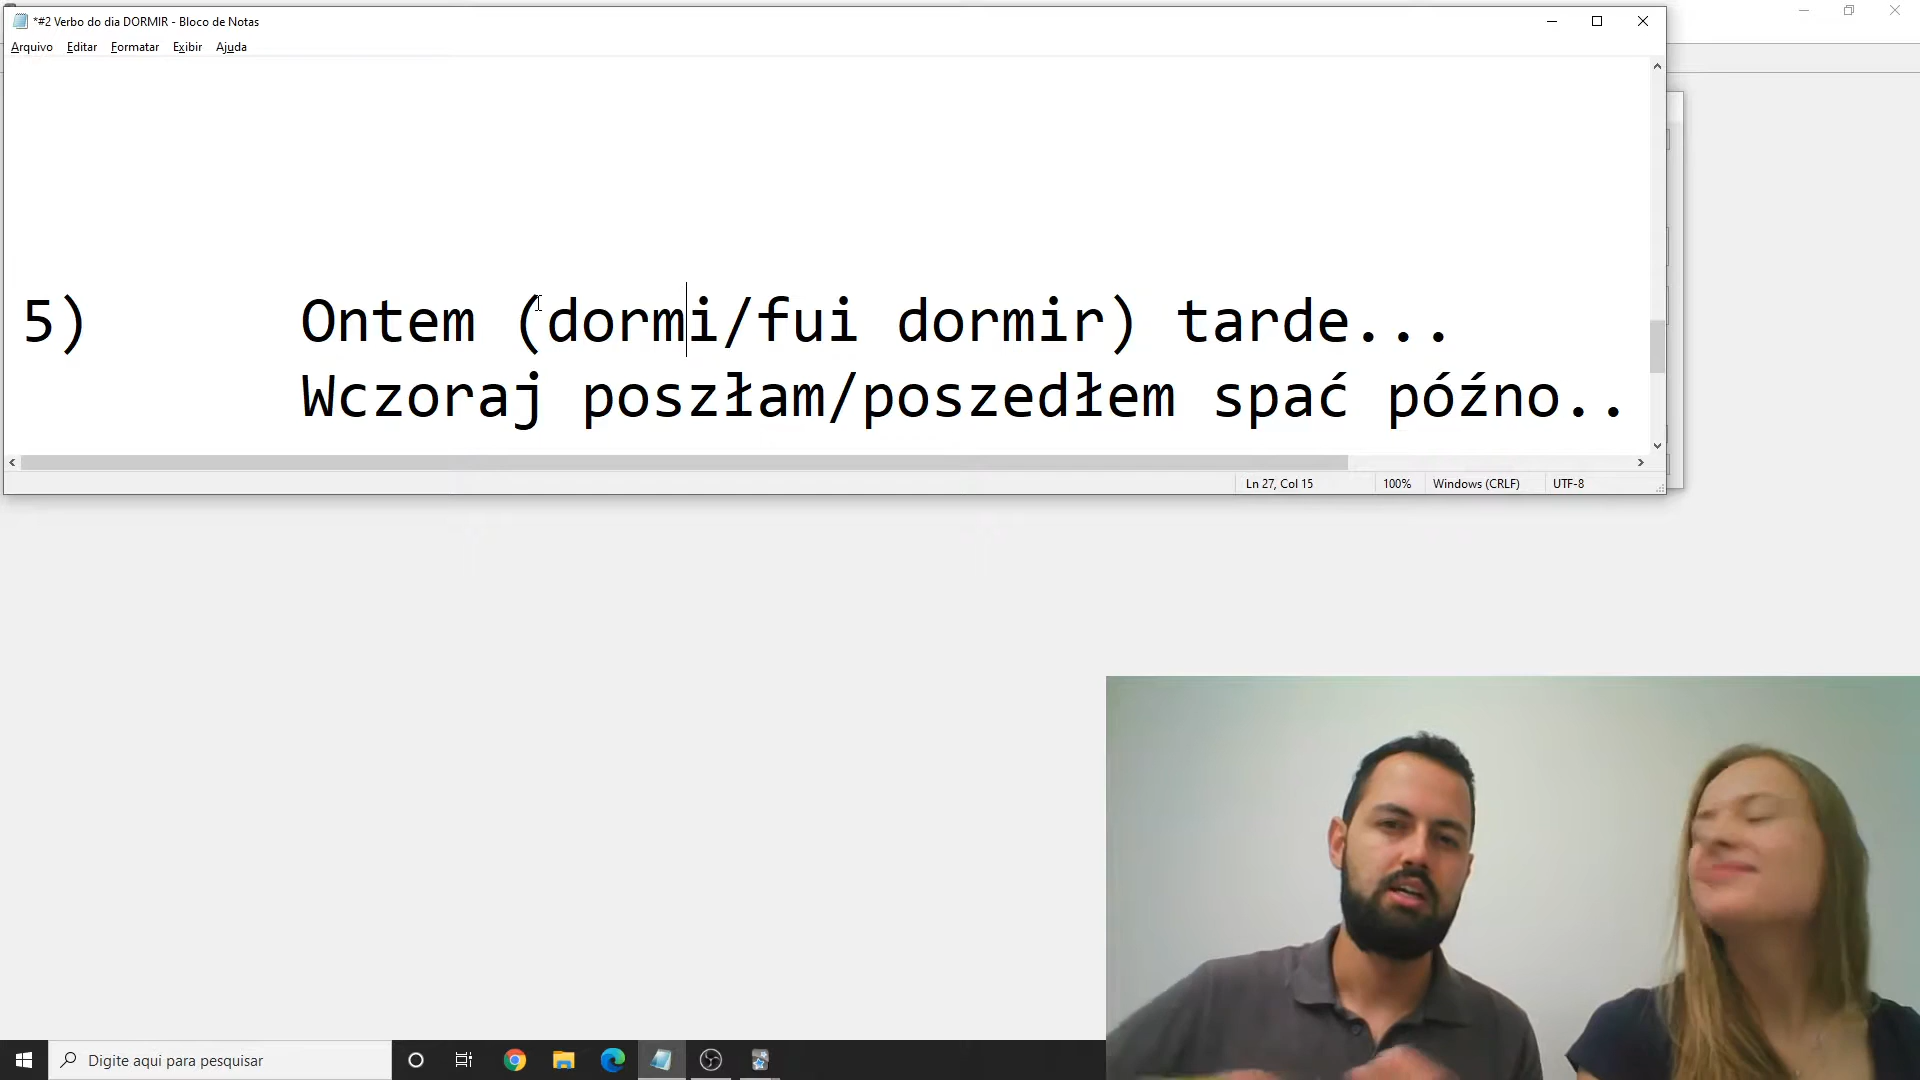 *#2 Verbo do dia DORMIR - Bloco de Notas
Arquivo Editar Formatar Exibir Ajuda
5) Ontem (dormi/fui dormir) tarde...
Wczoraj poszłam/poszedłem spać późno..
Ln 27, Col 15 100% Windows (CRLF) UTF-8
Digite aqui para pesquisar